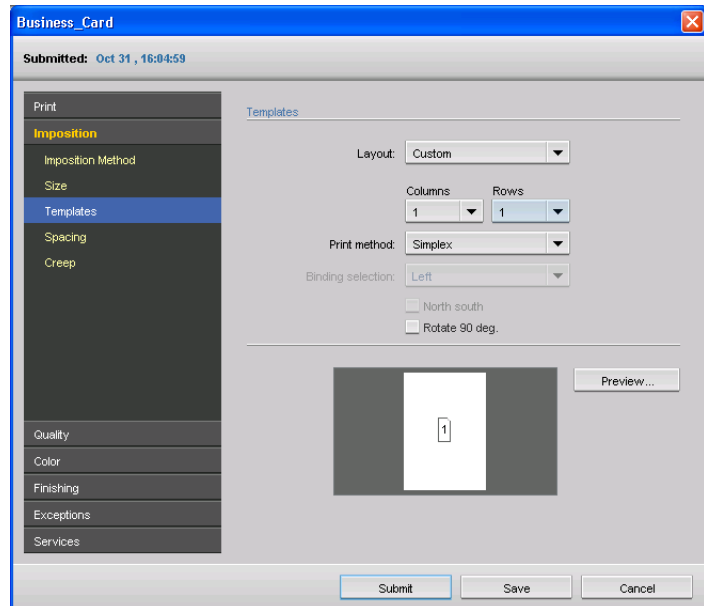 Business_Card
Submitted: Oct 31 , 16:04:59
Print
Imposition
Imposition Method
Size
Templates
Spacing
Creep
Quality
Color
Finishing
Exceptions
Services
Templates
Layout: Custom
Columns Rows
1 1
Print method: Simplex
Binding selection: Left
North south
Rotate 90 deg.
1
Preview...
Submit Save Cancel